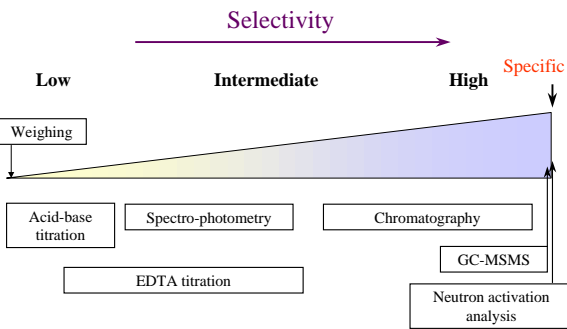 Selectivity
Specific
Low Intermediate High
Weighing
Acid-base
titration
Spectro-photometry
Chromatography
GC-MSMS
EDTA titration
Neutron activation
analysis